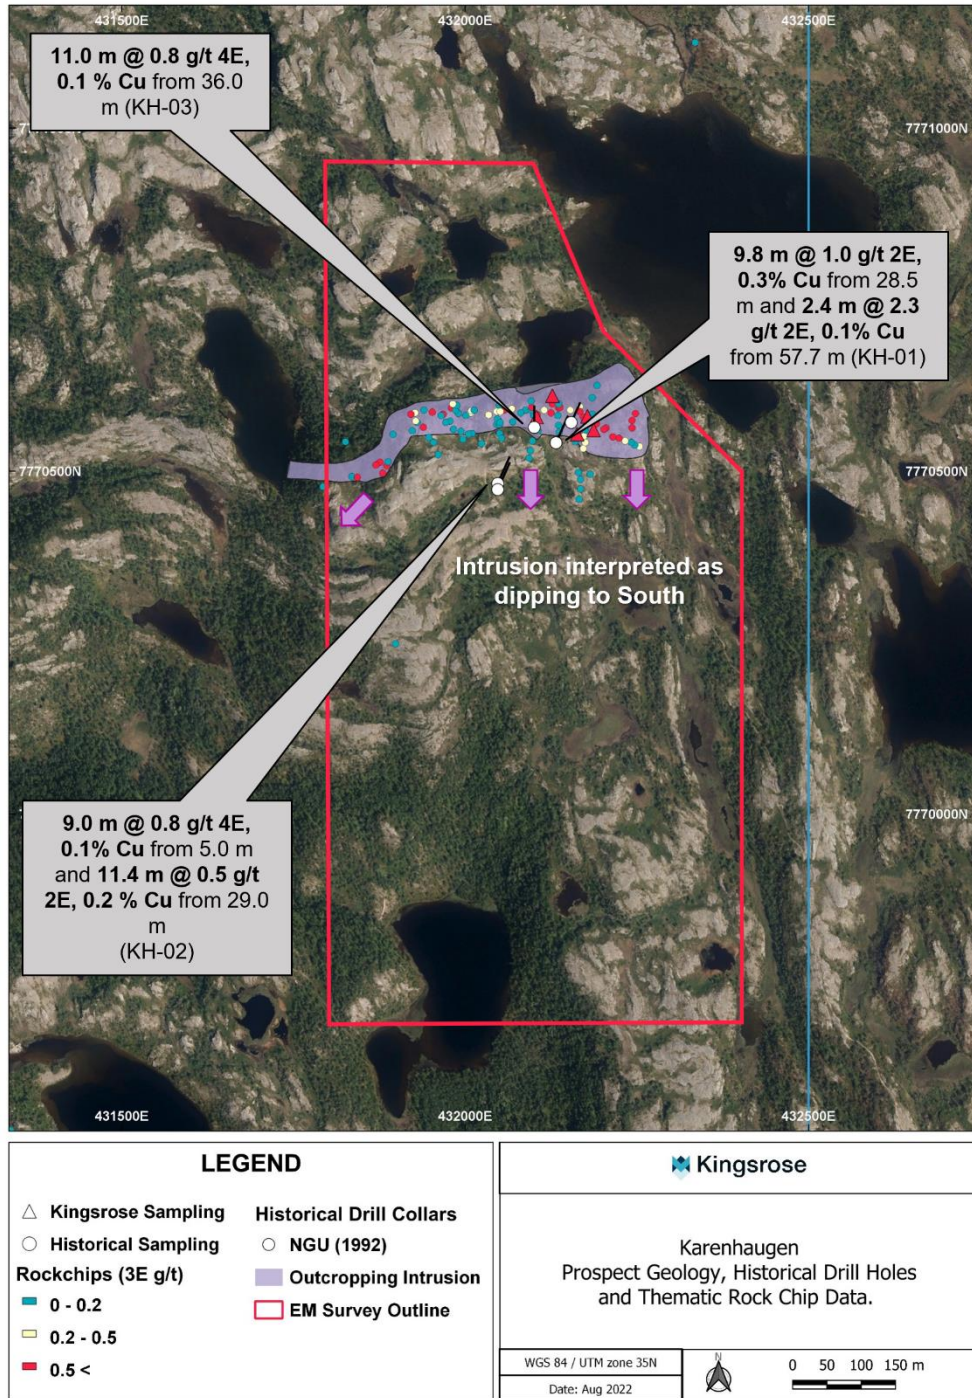 431500E
432000E
432500E
11.0 m @ 0.8 g/t 4E,
0.1 % Cu from 36.0
m (KH-03)
7771000N
9.8 m @ 1.0 g/t 2E,
0.3% Cu from 28.5
m and 2.4 m @ 2.3
g/t 2E, 0.1% Cu
from 57.7 m (KH-01)
7770500N
7770500N
Intrusion interpreted as
dipping to South
7770000N
9.0 m @ 0.8 g/t 4E,
0.1% Cu from 5.0 m
and 11.4 m @ 0.5 g/t
2E, 0.2 % Cu from 29.0
m
(KH-02)
431500E
432000E
432500E
LEGEND
Kingsrose Sampling
Historical Sampling
Rockchips (3E g/t)
0 - 0.2
0.2 - 0.5
0.5 <
Historical Drill Collars
NGU (1992)
Outcropping Intrusion
EM Survey Outline
Kingsrose
Karenhaugen
Prospect Geology, Historical Drill Holes
and Thematic Rock Chip Data.
WGS 84 / UTM zone 35N
Date: Aug 2022
N
0 50 100 150 m